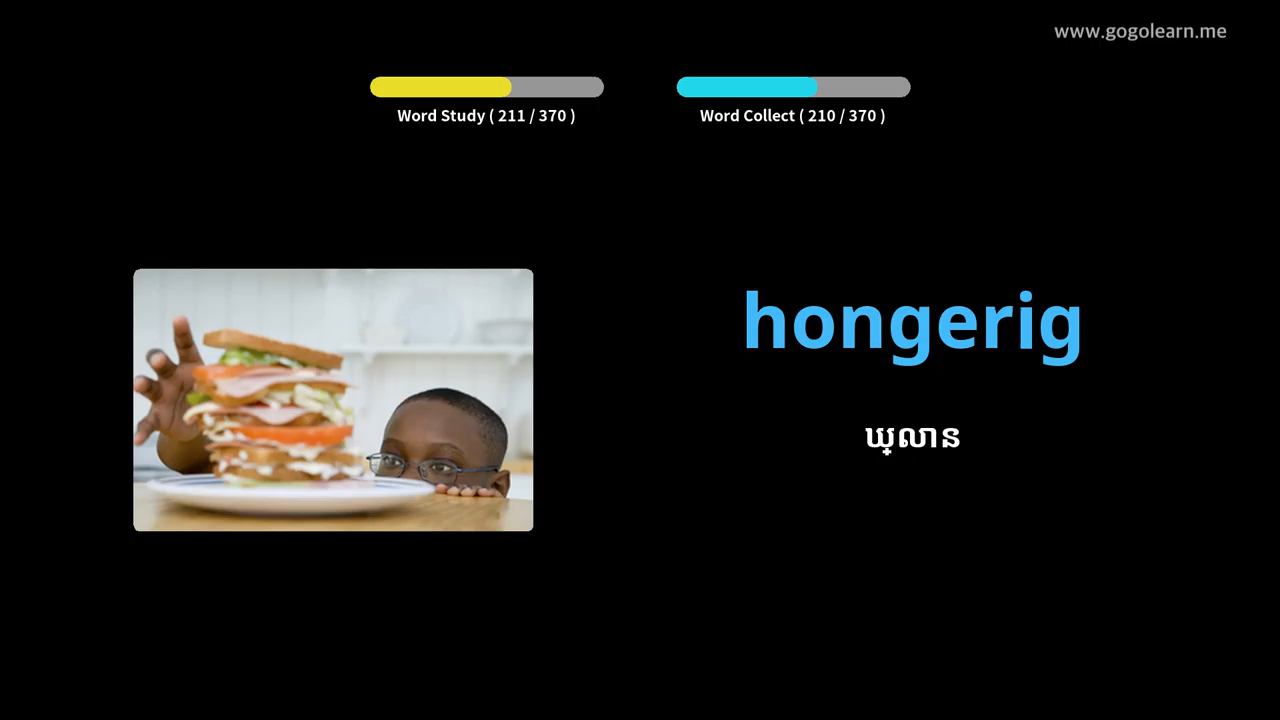 www.gogolearn.me
Word Study ( 211 / 370 )
Word Collect ( 210 / 370 )
hongerig
ឃ្លាន